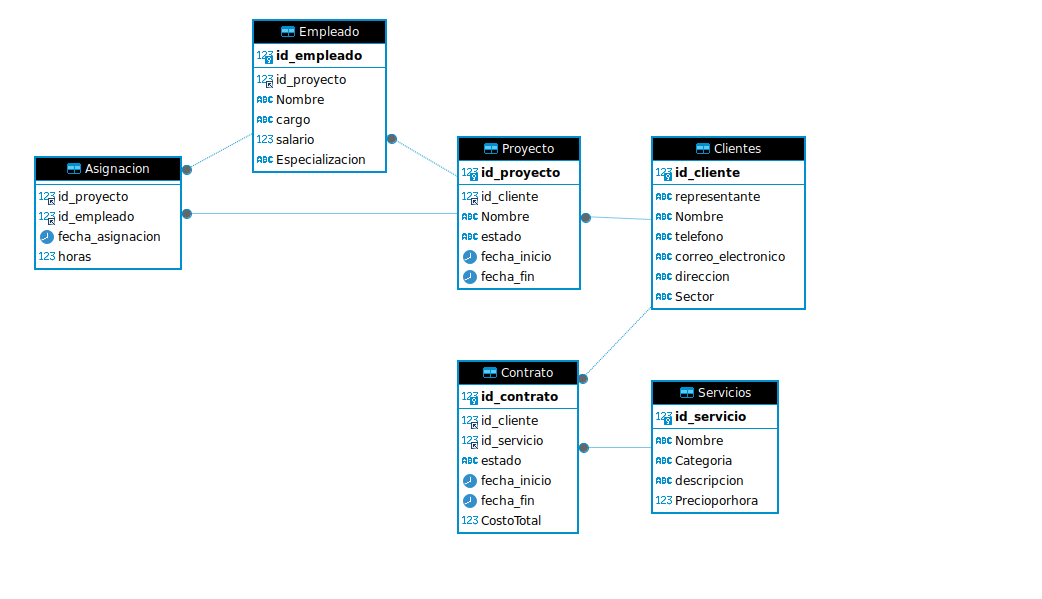 Empleado
123 id_empleado
123 id_proyecto
ABC Nombre
ABC cargo
123 salario
ABC Especializacion
Asignacion
123 id_proyecto
123 id_empleado
fecha_asignacion
123 horas
Proyecto
123 id_proyecto
123 id_cliente
ABC Nombre
ABC estado
fecha_inicio
fecha_fin
Clientes
123 id_cliente
ABC representante
ABC Nombre
ABC telefono
ABC correo_electronico
ABC direccion
ABC Sector
Contrato
123 id_contrato
123 id_cliente
123 id_servicio
ABC estado
fecha_inicio
fecha_fin
123 CostoTotal
Servicios
123 id_servicio
ABC Nombre
ABC Categoria
ABC descripcion
123 Precioporhora